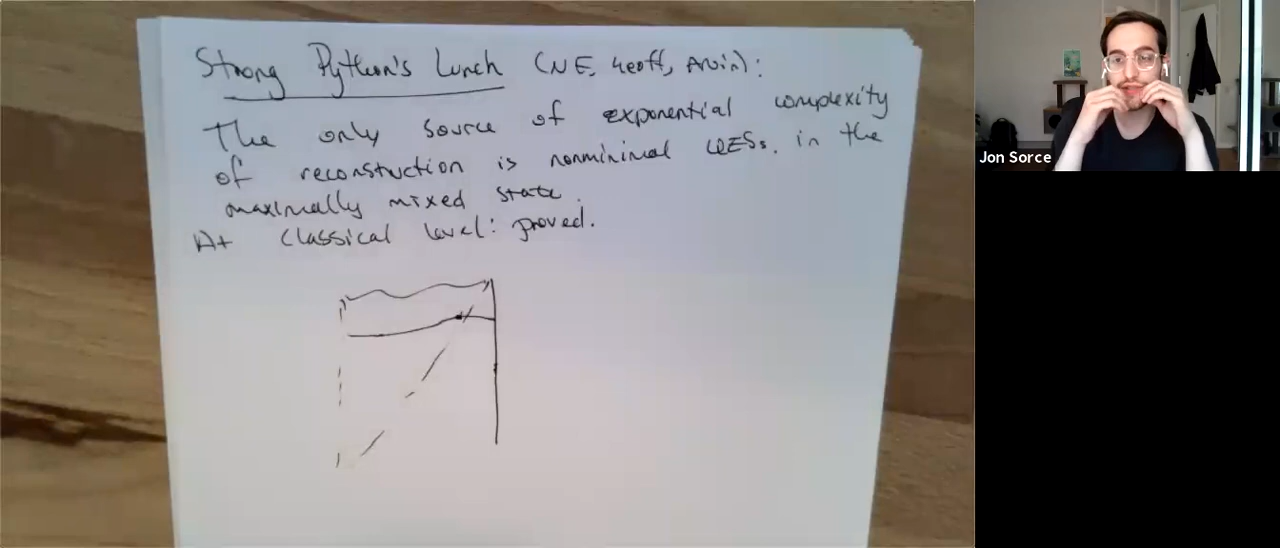 Strong Python's Lunch (NE, Geoff, Arvin):
The only source of exponential complexity
of reconstuction is nonminimal QESs. in the
maximally mixed state.
At classical level: proved.
Jon Sorce